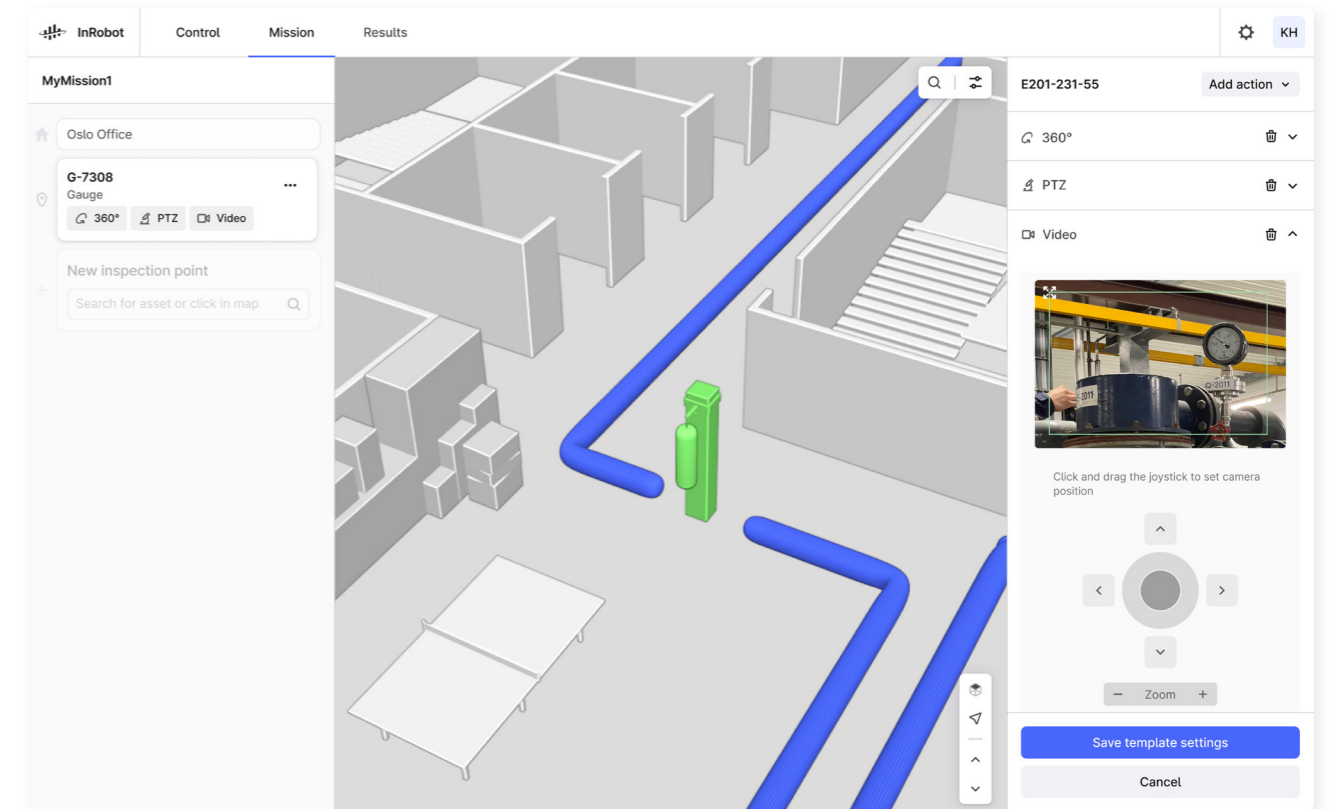 InRobot
Control
Mission
Results
KH
MyMission1
Oslo Office
G-7308
Gauge
360°
PTZ
Video
New inspection point
Search for asset or click in map
E201-231-55
Add action
360°
PTZ
Video
Q-2011
2011
Click and drag the joystick to set camera
position
Zoom
Save template settings
Cancel